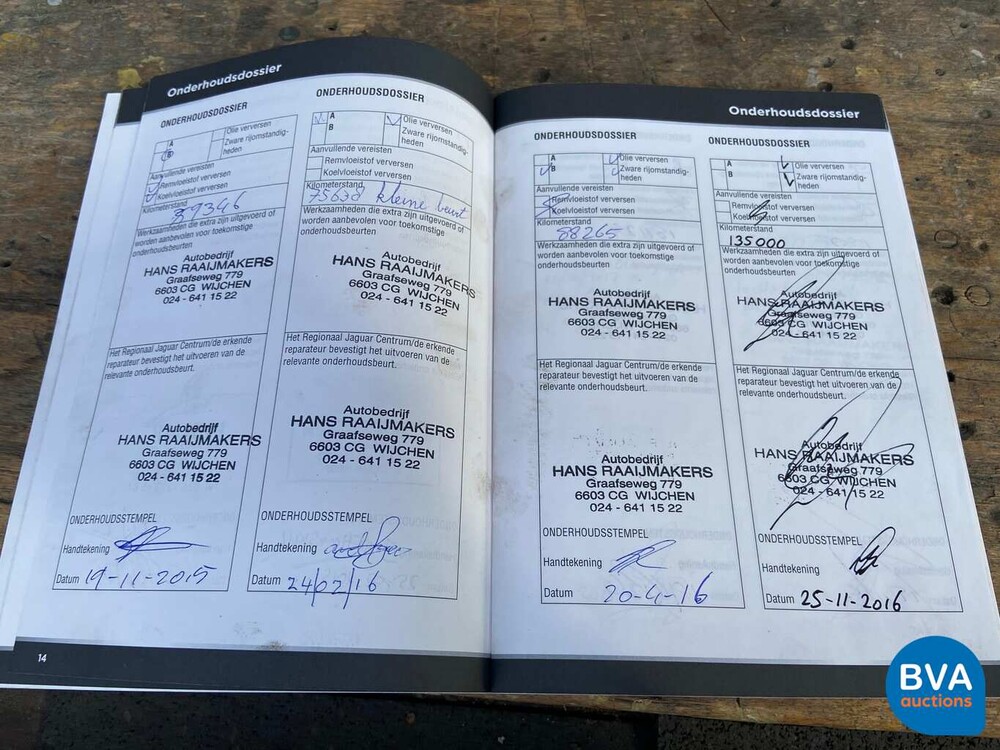 Onderhoudsdossier
ONDERHOUDSDOSSIER
A
B
Olie verversen
Zware rijomstandig-
heden
Aanvullende vereisten
Remvloeistof verversen
Koelvloeistof verversen
Kilometerstand
Werkzaamheden die extra zijn uitgevoerd of
worden aanbevolen voor toekomstige
onderhoudsbeurten
Autobedrijf
HANS RAAIJMAKERS
Graafseweg 779
6603 CG WIJCHEN
024 - 641 15 22
Het Regionaal Jaguar Centrum/de erkende
reparateur bevestigt het uitvoeren van de
relevante onderhoudsbeurt.
Autobedrijf
HANS RAAIJMAKERS
Graafseweg 779
6603 CG WIJCHEN
024 - 641 15 22
ONDERHOUDSSTEMPEL
Handtekening
Datum 19-11-2015
14
ONDERHOUDSDOSSIER
A
B
Olie verversen
Zware rijomstandig-
heden
Aanvullende vereisten
Remvloeistof verversen
Koelvloeistof verversen
Kilometerstand
kleine beurt
Werkzaamheden die extra zijn uitgevoerd of
worden aanbevolen voor toekomstige
onderhoudsbeurten
Autobedrijf
HANS RAAIJMAKERS
Graafseweg 779
6603 CG WIJCHEN
024 - 641 15 22
Het Regionaal Jaguar Centrum/de erkende
reparateur bevestigt het uitvoeren van de
relevante onderhoudsbeurt.
Autobedrijf
HANS RAAIJMAKERS
Graafseweg 779
6603 CG WIJCHEN
024 - 641 15 22
ONDERHOUDSSTEMPEL
Handtekening
Datum 24/02/16
Onderhoudsdossier
ONDERHOUDSDOSSIER
A
B
Olie verversen
Zware rijomstandig-
heden
Aanvullende vereisten
Remvloeistof verversen
Koelvloeistof verversen
Kilometerstand
88265
Werkzaamheden die extra zijn uitgevoerd of
worden aanbevolen voor toekomstige
onderhoudsbeurten
Autobedrijf
HANS RAAIJMAKERS
Graafseweg 779
6603 CG WIJCHEN
024 - 641 15 22
Het Regionaal Jaguar Centrum/de erkende
reparateur bevestigt het uitvoeren van de
relevante onderhoudsbeurt.
Autobedrijf
HANS RAAIJMAKERS
Graafseweg 779
6603 CG WIJCHEN
024 - 641 15 22
ONDERHOUDSSTEMPEL
Handtekening
Datum 20-4-16
ONDERHOUDSDOSSIER
A
B
Olie verversen
Zware rijomstandig-
heden
Aanvullende vereisten
Remvloeistof verversen
Koelvloeistof verversen
Kilometerstand
135000
Werkzaamheden die extra zijn uitgevoerd of
worden aanbevolen voor toekomstige
onderhoudsbeurten
Autobedrijf
HANS RAAIJMAKERS
Graafseweg 779
6603 CG WIJCHEN
024 - 641 15 22
Het Regionaal Jaguar Centrum/de erkende
reparateur bevestigt het uitvoeren van de
relevante onderhoudsbeurt.
Autobedrijf
HANS RAAIJMAKERS
Graafseweg 779
6603 CG WIJCHEN
024 - 641 15 22
ONDERHOUDSSTEMPEL
Handtekening
Datum 25-11-2016
Onderhoudsdossier
BVA
auctions